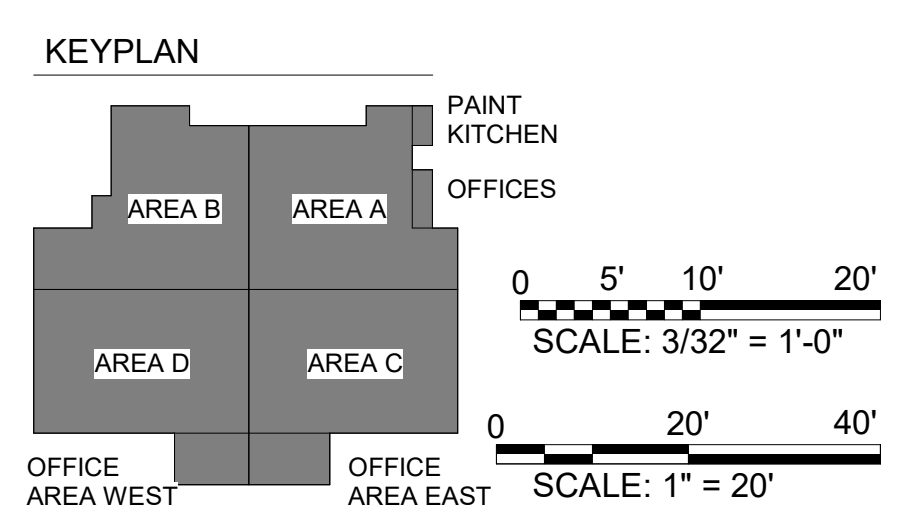 KEYPLAN
PAINT
KITCHEN
OFFICES
AREA B
AREA A
AREA D
AREA C
OFFICE
AREA WEST
OFFICE
AREA EAST
0 5' 10' 20'
SCALE: 3/32" = 1'-0"
0 20' 40'
SCALE: 1" = 20'